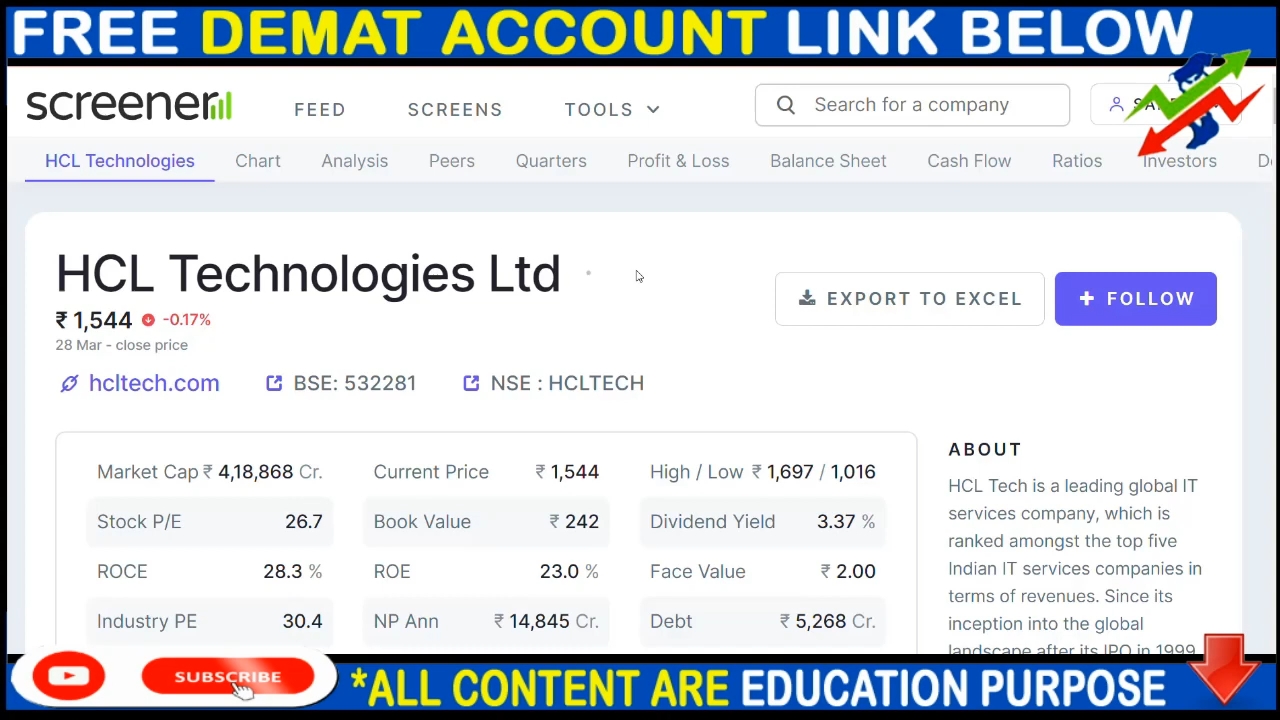 FREE DEMAT ACCOUNT LINK BELOW
screener
FEED SCREENS TOOLS Search for a company
HCL Technologies Chart Analysis Peers Quarters Profit & Loss Balance Sheet Cash Flow Ratios Investors
HCL Technologies Ltd
EXPORT TO EXCEL + FOLLOW
₹ 1,544 -0.17%
28 Mar - close price
hcltech.com BSE: 532281 NSE : HCLTECH
Market Cap ₹ 4,18,868 Cr. Current Price ₹ 1,544 High / Low ₹ 1,697 / 1,016
Stock P/E 26.7 Book Value ₹ 242 Dividend Yield 3.37 %
ROCE 28.3 % ROE 23.0 % Face Value ₹ 2.00
Industry PE 30.4 NP Ann ₹ 14,845 Cr. Debt ₹ 5,268 Cr.
ABOUT
HCL Tech is a leading global IT
services company, which is
ranked amongst the top five
Indian IT services companies in
terms of revenues. Since its
inception into the global
landscape after its IPO in 1999
SUBSCRIBE
*ALL CONTENT ARE EDUCATION PURPOSE